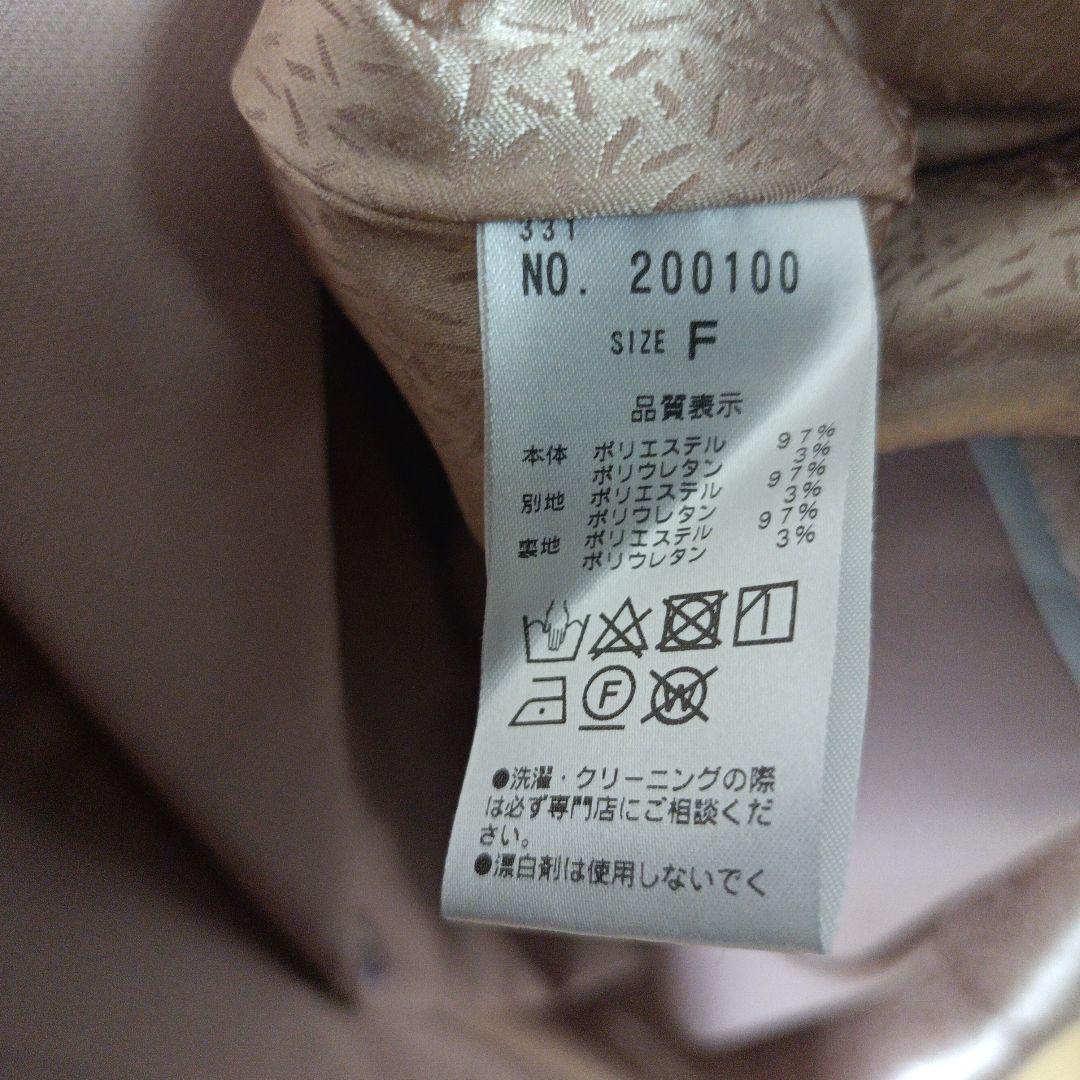 331
NO. 200100
SIZE F
品質表示
本体 ポリエステル 97%
ポリウレタン 3%
別地 ポリエステル 97%
ポリウレタン 3%
裏地 ポリエステル 97%
ポリウレタン 3%
F
W
●洗濯・クリーニングの際
は必ず専門店にご相談くだ
さい。
●漂白剤は使用しないでく